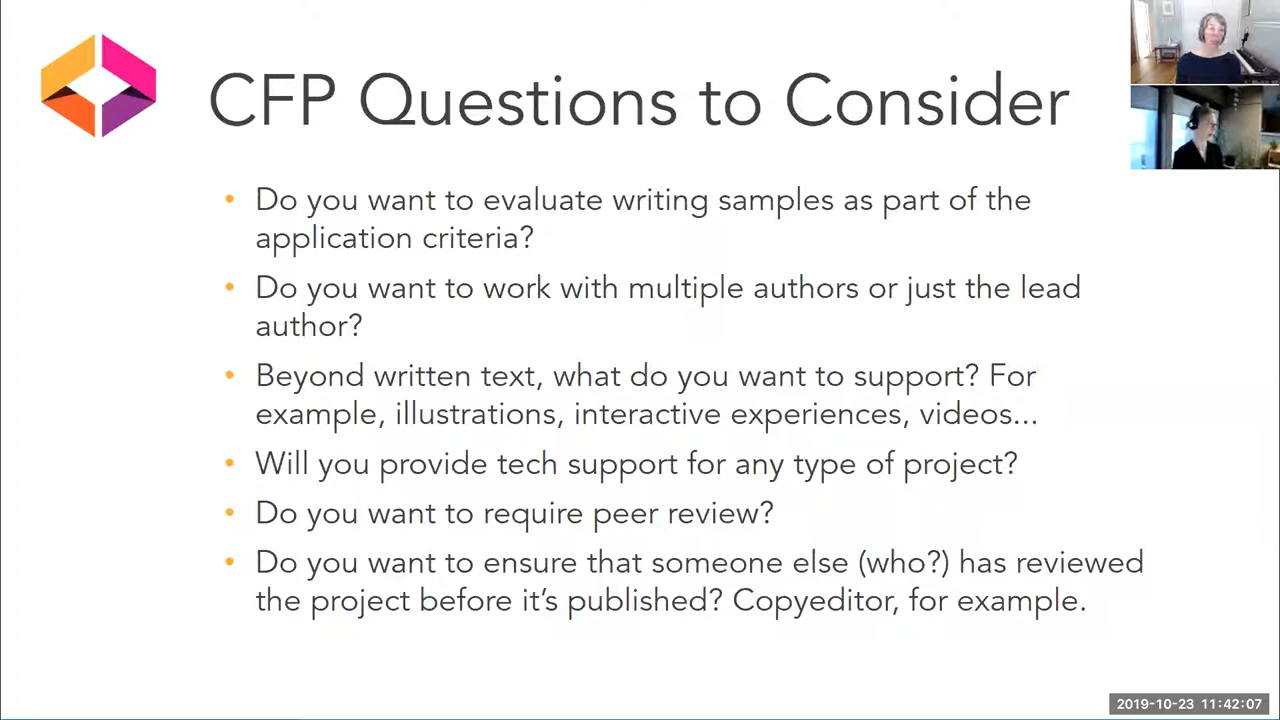 CFP Questions to Consider
• Do you want to evaluate writing samples as part of the
application criteria?
• Do you want to work with multiple authors or just the lead
author?
• Beyond written text, what do you want to support? For
example, illustrations, interactive experiences, videos...
• Will you provide tech support for any type of project?
• Do you want to require peer review?
• Do you want to ensure that someone else (who?) has reviewed
the project before it’s published? Copyeditor, for example.
2019-10-23 11:42:07